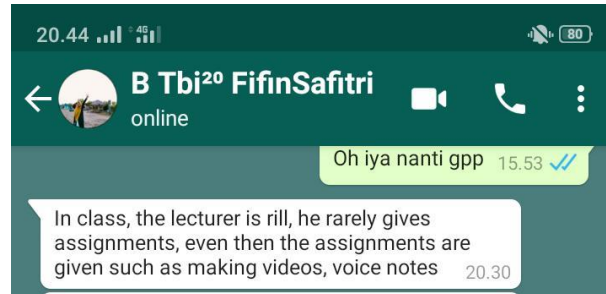 20.44 4G 80
B Tbi²⁰ FifinSafitri
online
Oh iya nanti gpp 15.53
In class, the lecturer is rill, he rarely gives
assignments, even then the assignments are
given such as making videos, voice notes 20.30